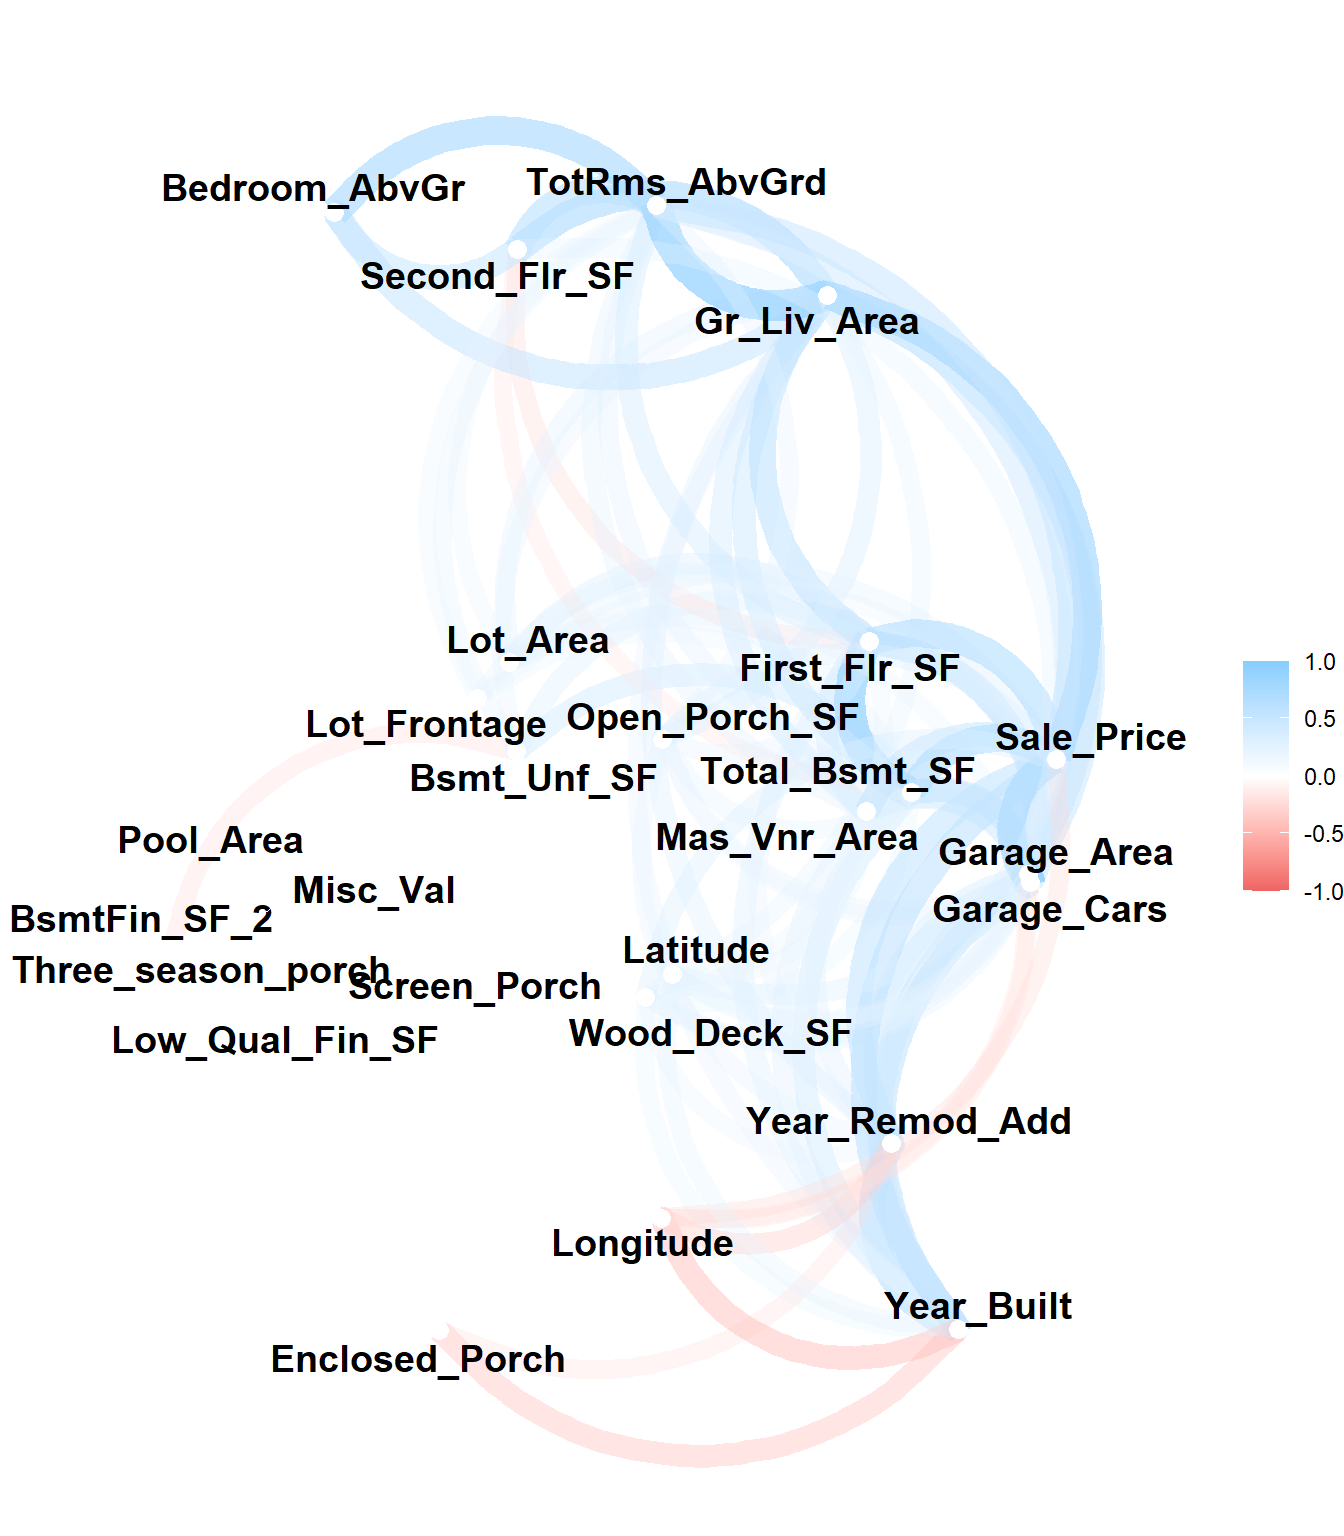 TotRms_AbvGrd
Bedroom_AbvGr
Second_Flr_SF
Gr_Liv_Area
Lot_Area
First_Flr_SF
Lot_Frontage
Open_Porch_SF
Sale_Price
Bsmt_Unf_SF
Total_Bsmt_SF
Pool_Area
Mas_Vnr_Area
Garage_Area
Misc_Val
BsmtFin_SF_2
Garage_Cars
Latitude
Three_season_porch
Screen_Porch
Low_Qual_Fin_SF
Wood_Deck_SF
Year_Remod_Add
Longitude
Year_Built
Enclosed_Porch
1.0
0.5
0.0
-0.5
-1.0